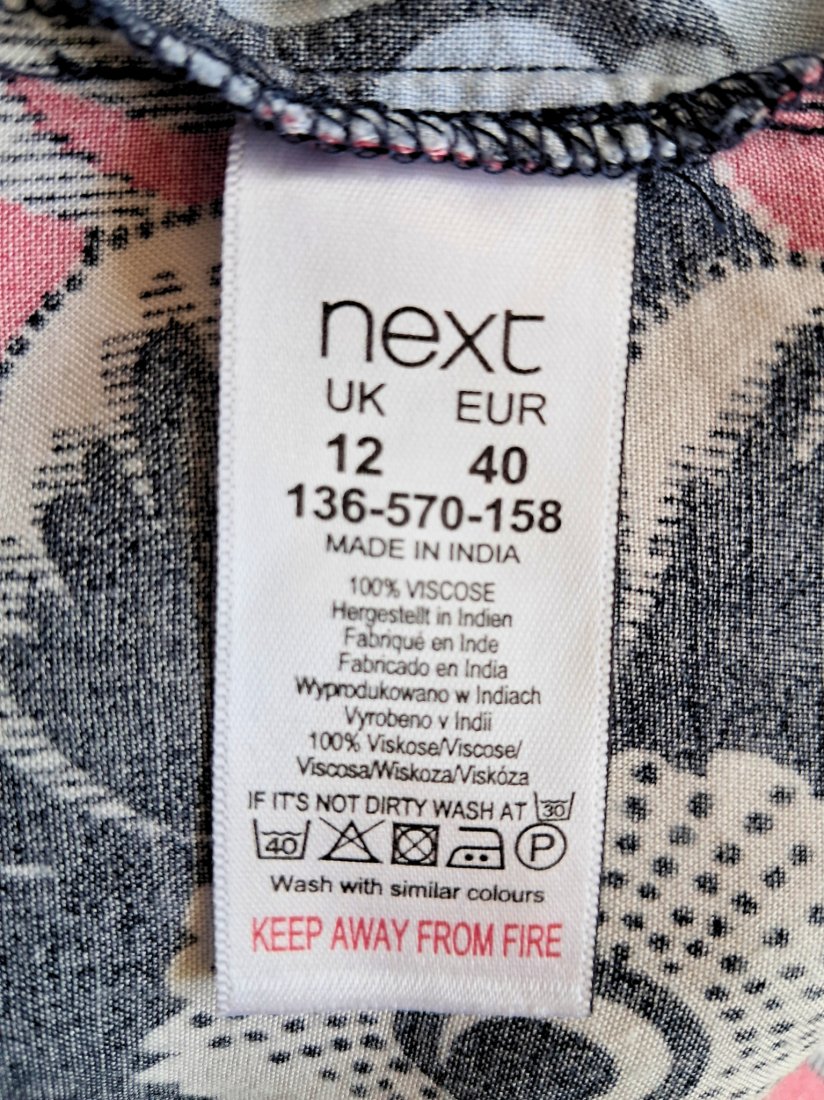 next
UK EUR
12 40
136-570-158
MADE IN INDIA
100% VISCOSE
Hergestellt in Indien
Fabriqué en Inde
Fabricado en India
Wyprodukowano w Indiach
Vyrobeno v Indii
100% Viskose/Viscose/
Viscosa/Wiskoza/Viskóza
IF IT'S NOT DIRTY WASH AT 30
40 P
Wash with similar colours
KEEP AWAY FROM FIRE